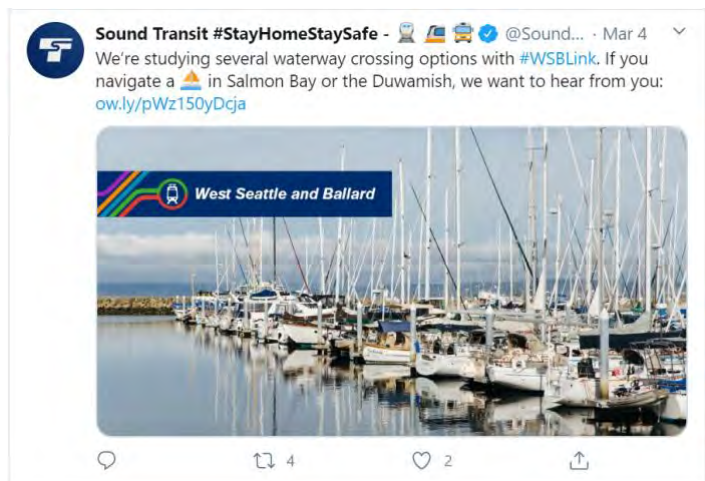 Sound Transit #StayHomeStaySafe - 🚆 🚈 🚍 @Sound... · Mar 4
We're studying several waterway crossing options with #WSBLink. If you
navigate a ⛵ in Salmon Bay or the Duwamish, we want to hear from you:
ow.ly/pWz150yDcja
West Seattle and Ballard
4
2